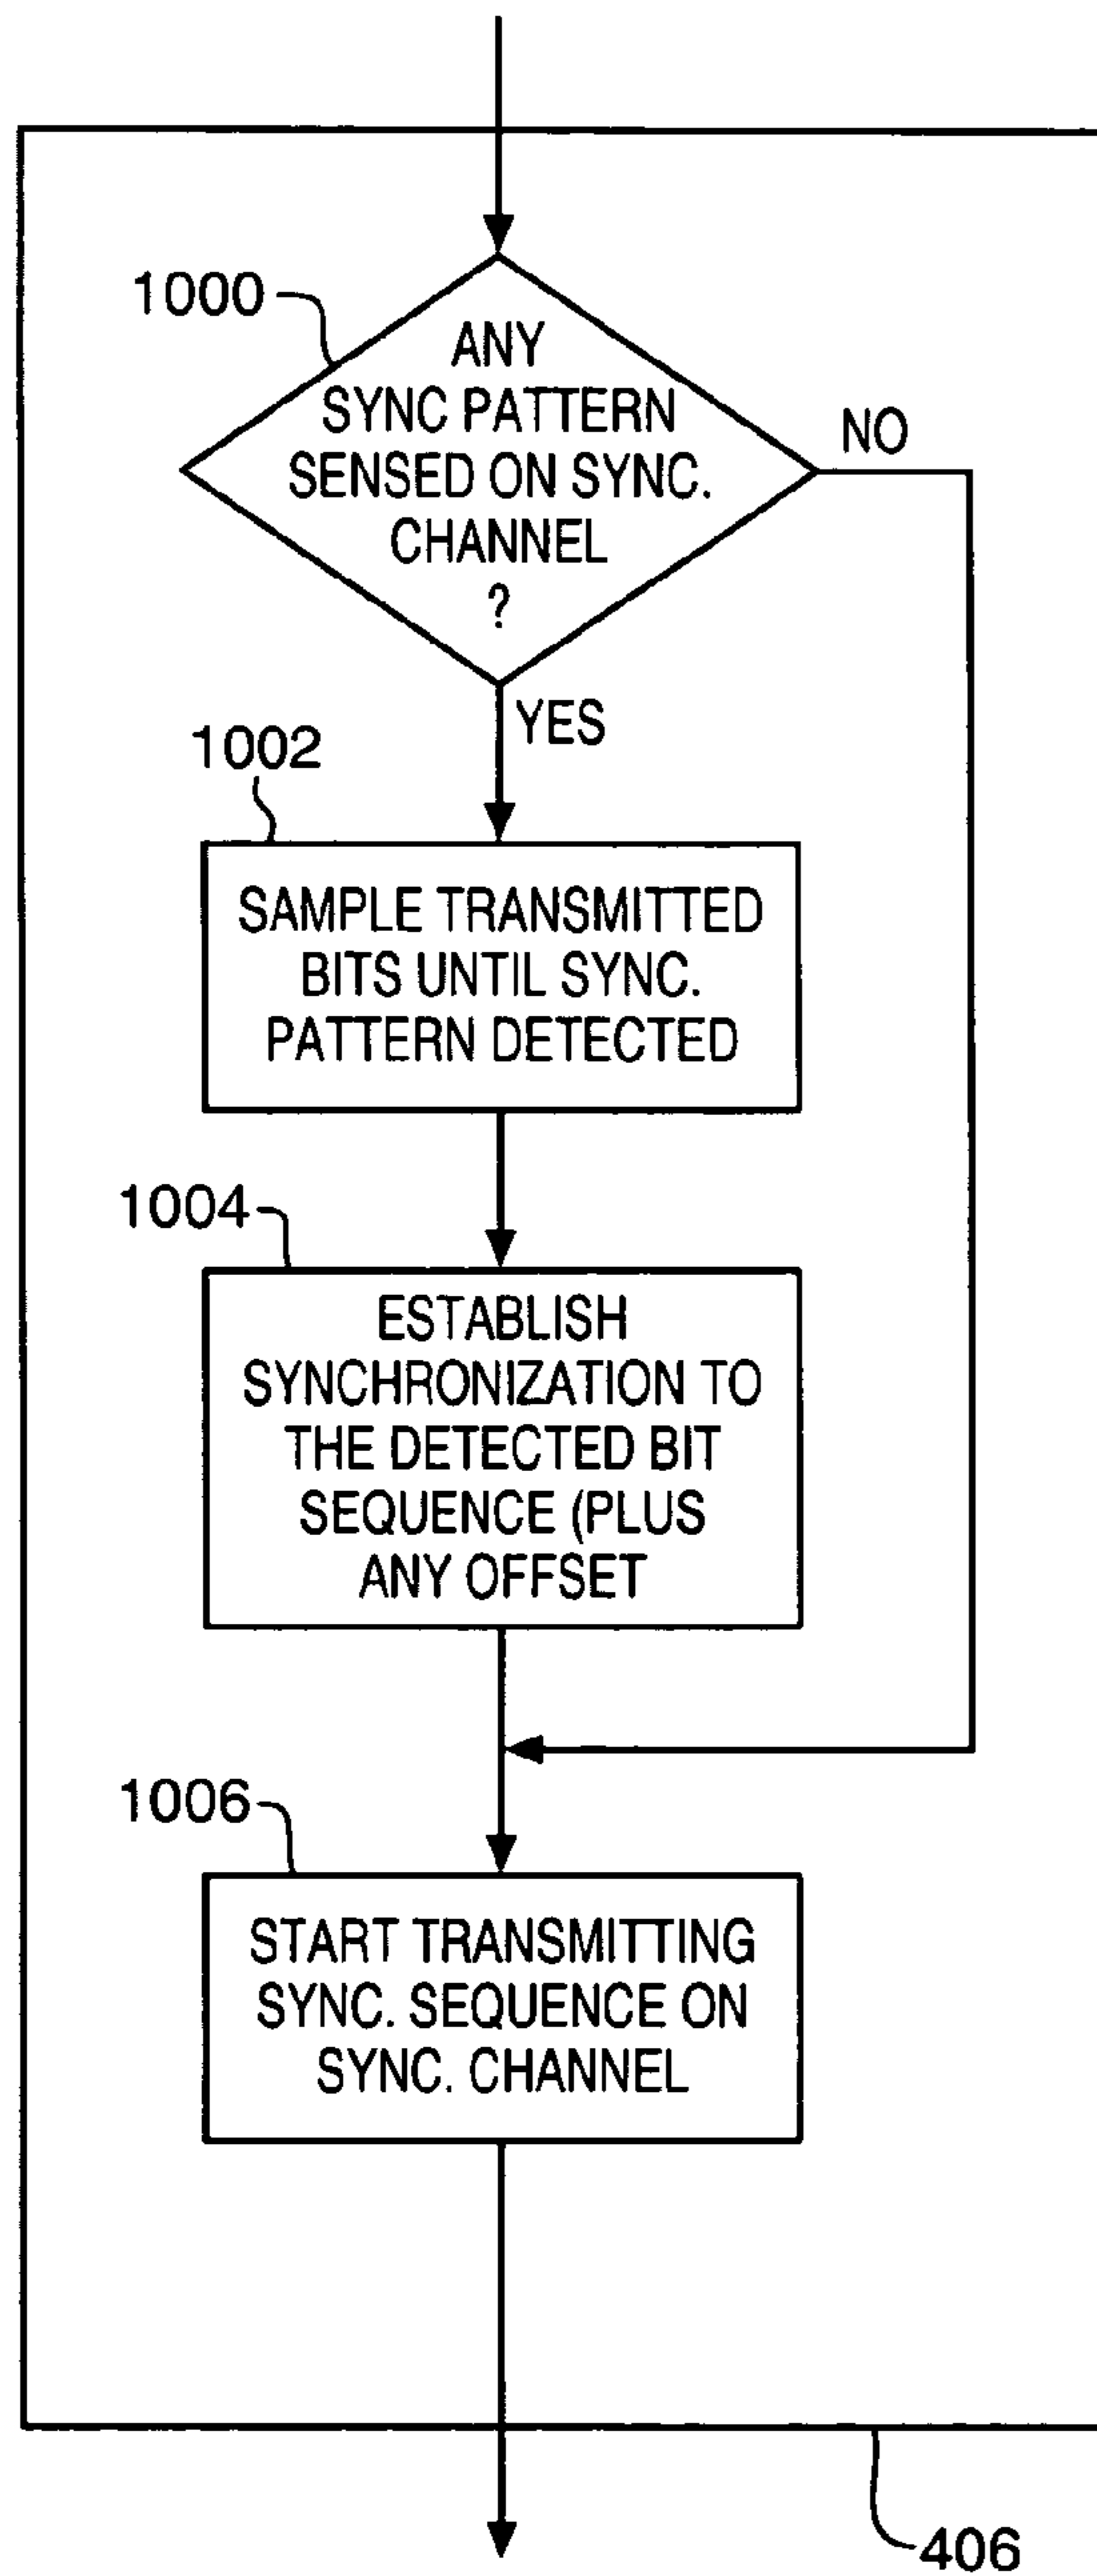 1000
ANY
SYNC PATTERN
SENSED ON SYNC.
CHANNEL
?
NO
YES
1002
SAMPLE TRANSMITTED
BITS UNTIL SYNC.
PATTERN DETECTED
1004
ESTABLISH
SYNCHRONIZATION TO
THE DETECTED BIT
SEQUENCE (PLUS
ANY OFFSET
1006
START TRANSMITTING
SYNC. SEQUENCE ON
SYNC. CHANNEL
406